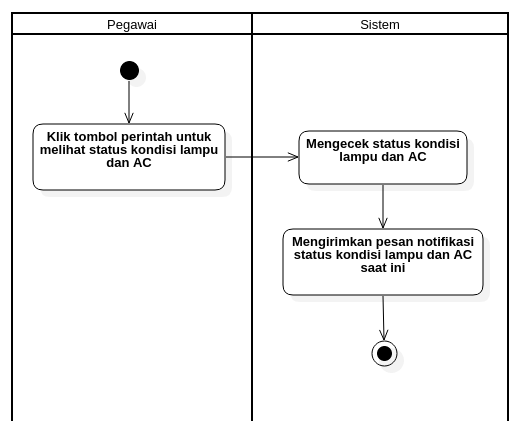 Pegawai
Sistem
Klik tombol perintah untuk
melihat status kondisi lampu
dan AC
Mengecek status kondisi
lampu dan AC
Mengirimkan pesan notifikasi
status kondisi lampu dan AC
saat ini